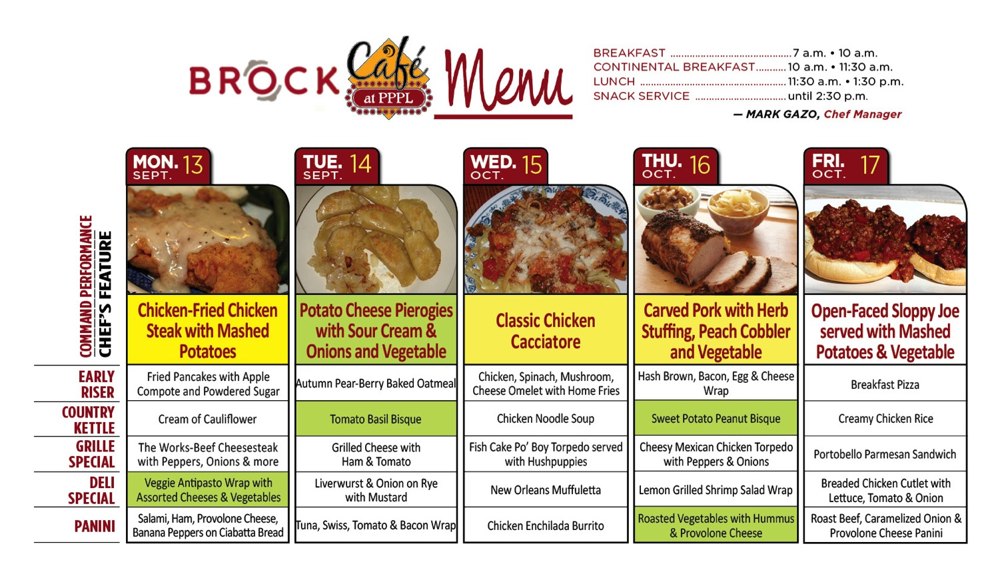 BROCK Café at PPPL Menu
BREAKFAST ............................................ 7 a.m. • 10 a.m.
CONTINENTAL BREAKFAST........... 10 a.m. • 11:30 a.m.
LUNCH ..................................................... 11:30 a.m. • 1:30 p.m.
SNACK SERVICE ................................. until 2:30 p.m.
— MARK GAZO, Chef Manager
MON. 13
SEPT.
TUE. 14
SEPT.
WED. 15
OCT.
THU. 16
OCT.
FRI. 17
OCT.
COMMAND PERFORMANCE
CHEF'S FEATURE
Chicken-Fried Chicken
Steak with Mashed
Potatoes
Potato Cheese Pierogies
with Sour Cream &
Onions and Vegetable
Classic Chicken
Cacciatore
Carved Pork with Herb
Stuffing, Peach Cobbler
and Vegetable
Open-Faced Sloppy Joe
served with Mashed
Potatoes & Vegetable
EARLY
RISER
Fried Pancakes with Apple
Compote and Powdered Sugar
Autumn Pear-Berry Baked Oatmeal
Chicken, Spinach, Mushroom,
Cheese Omelet with Home Fries
Hash Brown, Bacon, Egg & Cheese
Wrap
Breakfast Pizza
COUNTRY
KETTLE
Cream of Cauliflower
Tomato Basil Bisque
Chicken Noodle Soup
Sweet Potato Peanut Bisque
Creamy Chicken Rice
GRILLE
SPECIAL
The Works-Beef Cheesesteak
with Peppers, Onions & more
Grilled Cheese with
Ham & Tomato
Fish Cake Po' Boy Torpedo served
with Hushpuppies
Cheesy Mexican Chicken Torpedo
with Peppers & Onions
Portobello Parmesan Sandwich
DELI
SPECIAL
Veggie Antipasto Wrap with
Assorted Cheeses & Vegetables
Liverwurst & Onion on Rye
with Mustard
New Orleans Muffuletta
Lemon Grilled Shrimp Salad Wrap
Breaded Chicken Cutlet with
Lettuce, Tomato & Onion
PANINI
Salami, Ham, Provolone Cheese,
Banana Peppers on Ciabatta Bread
Tuna, Swiss, Tomato & Bacon Wrap
Chicken Enchilada Burrito
Roasted Vegetables with Hummus
& Provolone Cheese
Roast Beef, Caramelized Onion &
Provolone Cheese Panini